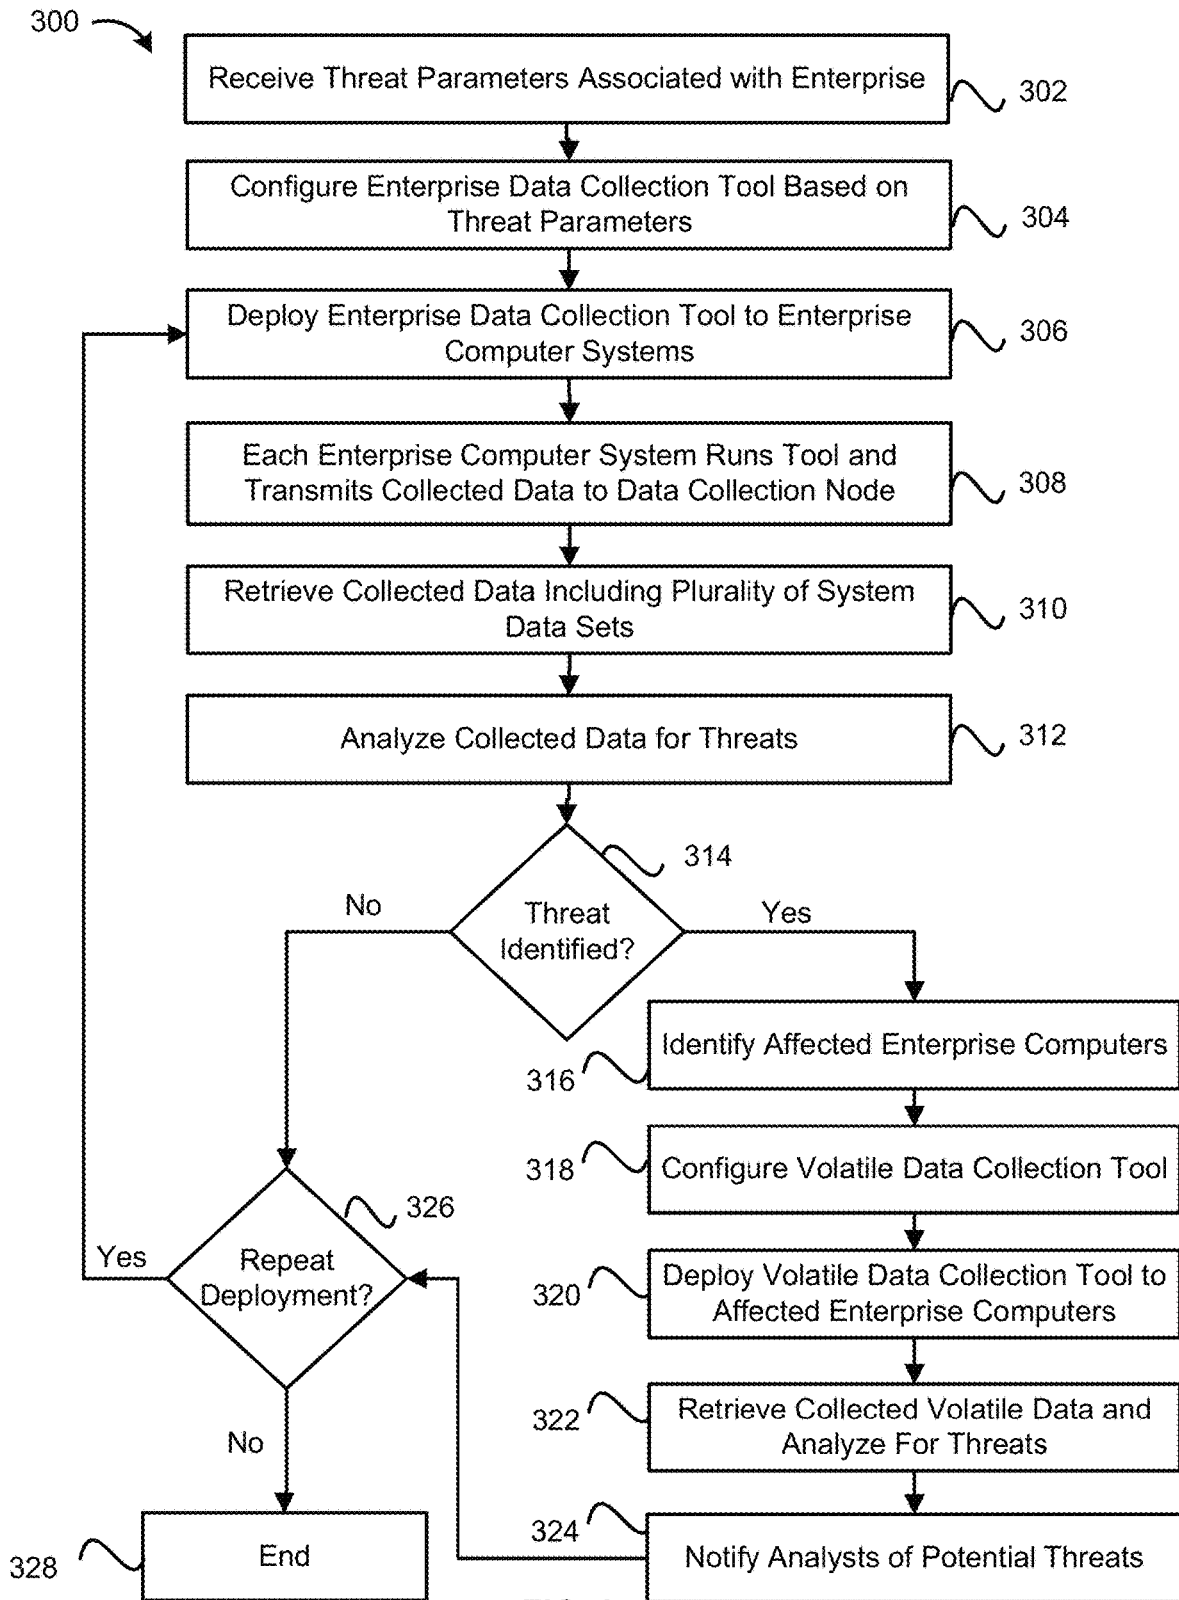 300
Receive Threat Parameters Associated with Enterprise
302
Configure Enterprise Data Collection Tool Based on
Threat Parameters
304
Deploy Enterprise Data Collection Tool to Enterprise
Computer Systems
306
Each Enterprise Computer System Runs Tool and
Transmits Collected Data to Data Collection Node
308
Retrieve Collected Data Including Plurality of System
Data Sets
310
Analyze Collected Data for Threats
312
314
Threat
Identified?
No
Yes
Identify Affected Enterprise Computers
316
Configure Volatile Data Collection Tool
318
Deploy Volatile Data Collection Tool to
Affected Enterprise Computers
320
Retrieve Collected Volatile Data and
Analyze For Threats
322
Notify Analysts of Potential Threats
324
326
Repeat
Deployment?
Yes
No
End
328